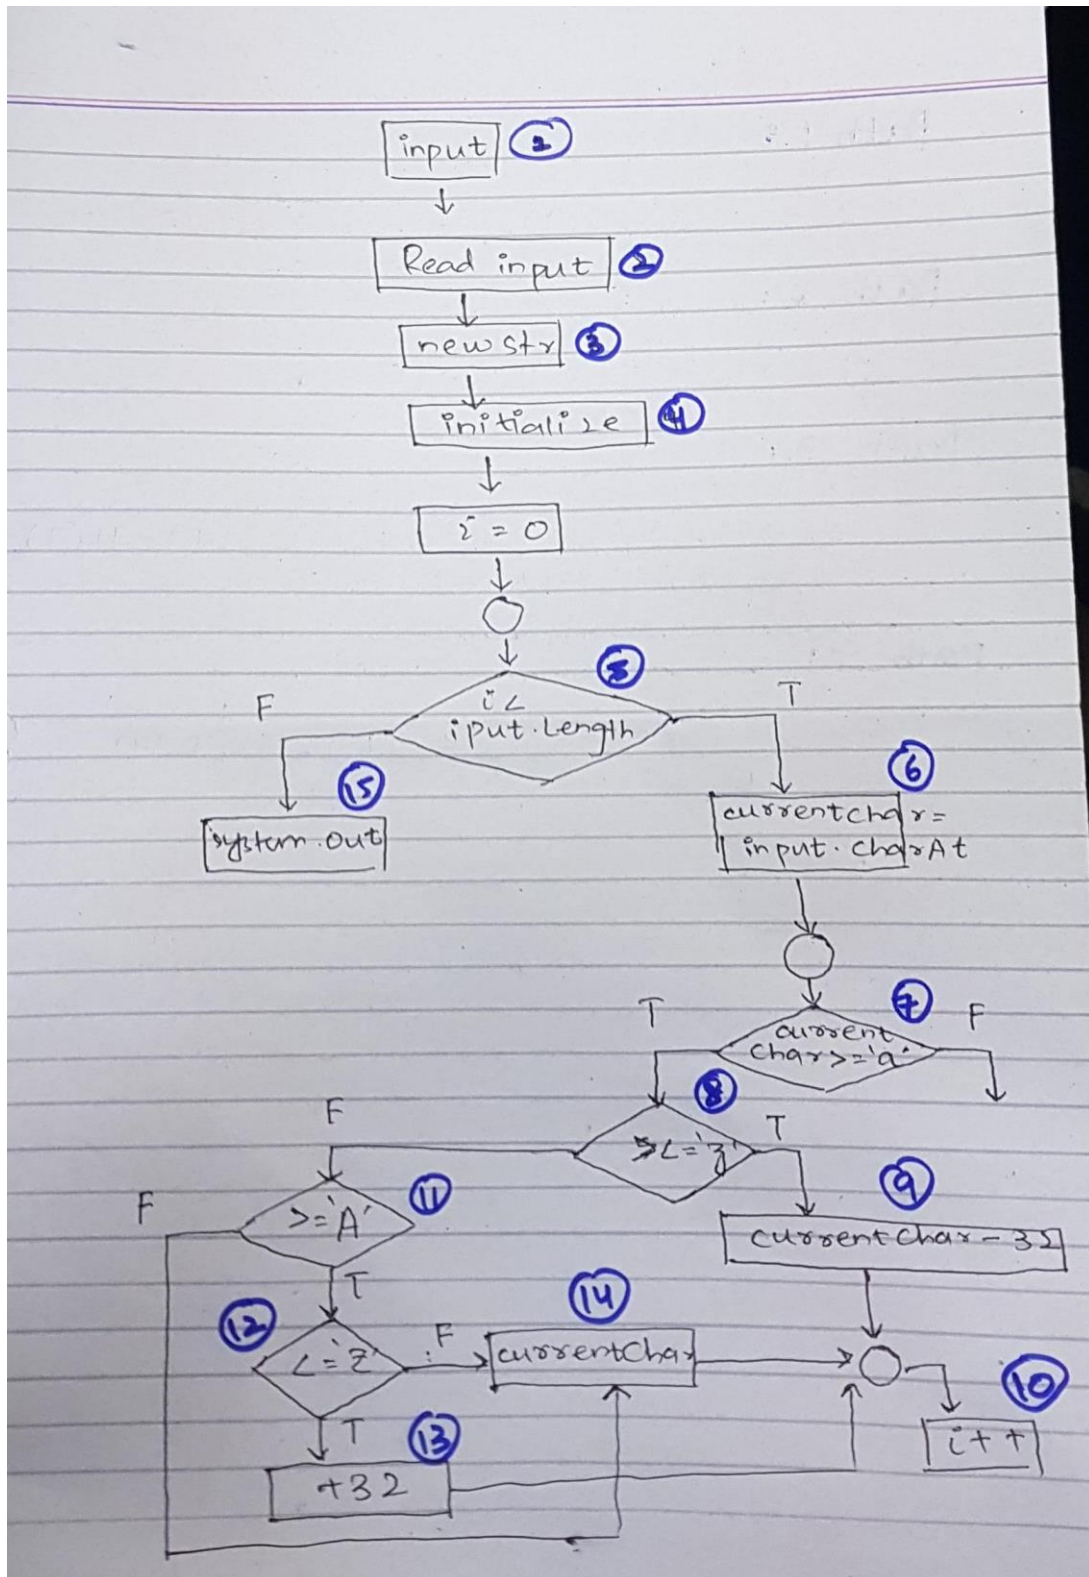 input 1
Read input 2
new str 3
initialize 4
i = 0
5
F
T
i <
iput.Length
15
6
system.out
currentchar =
input.charAt
7
T
F
current
char >= 'a'
8
F
T
<= 'z'
11
9
F
>= 'A'
currentChar - 32
T
14
12
F
<= 'Z'
currentChar
10
T
13
i++
+32